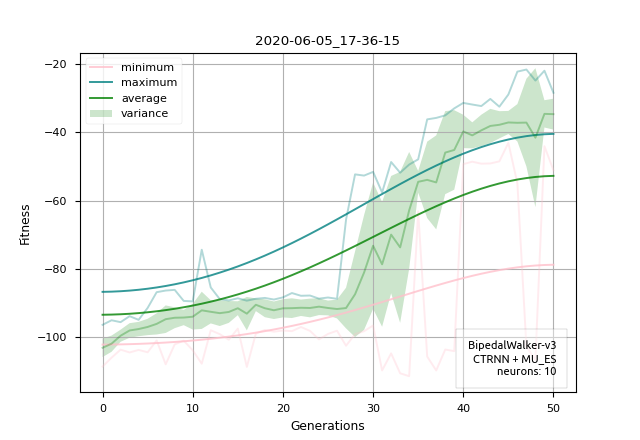 2020-06-05_17-36-15
minimum
maximum
average
variance
Fitness
−20
−40
−60
−80
−100
BipedalWalker-v3
CTRNN + MU_ES
neurons: 10
0
10
20
30
40
50
Generations